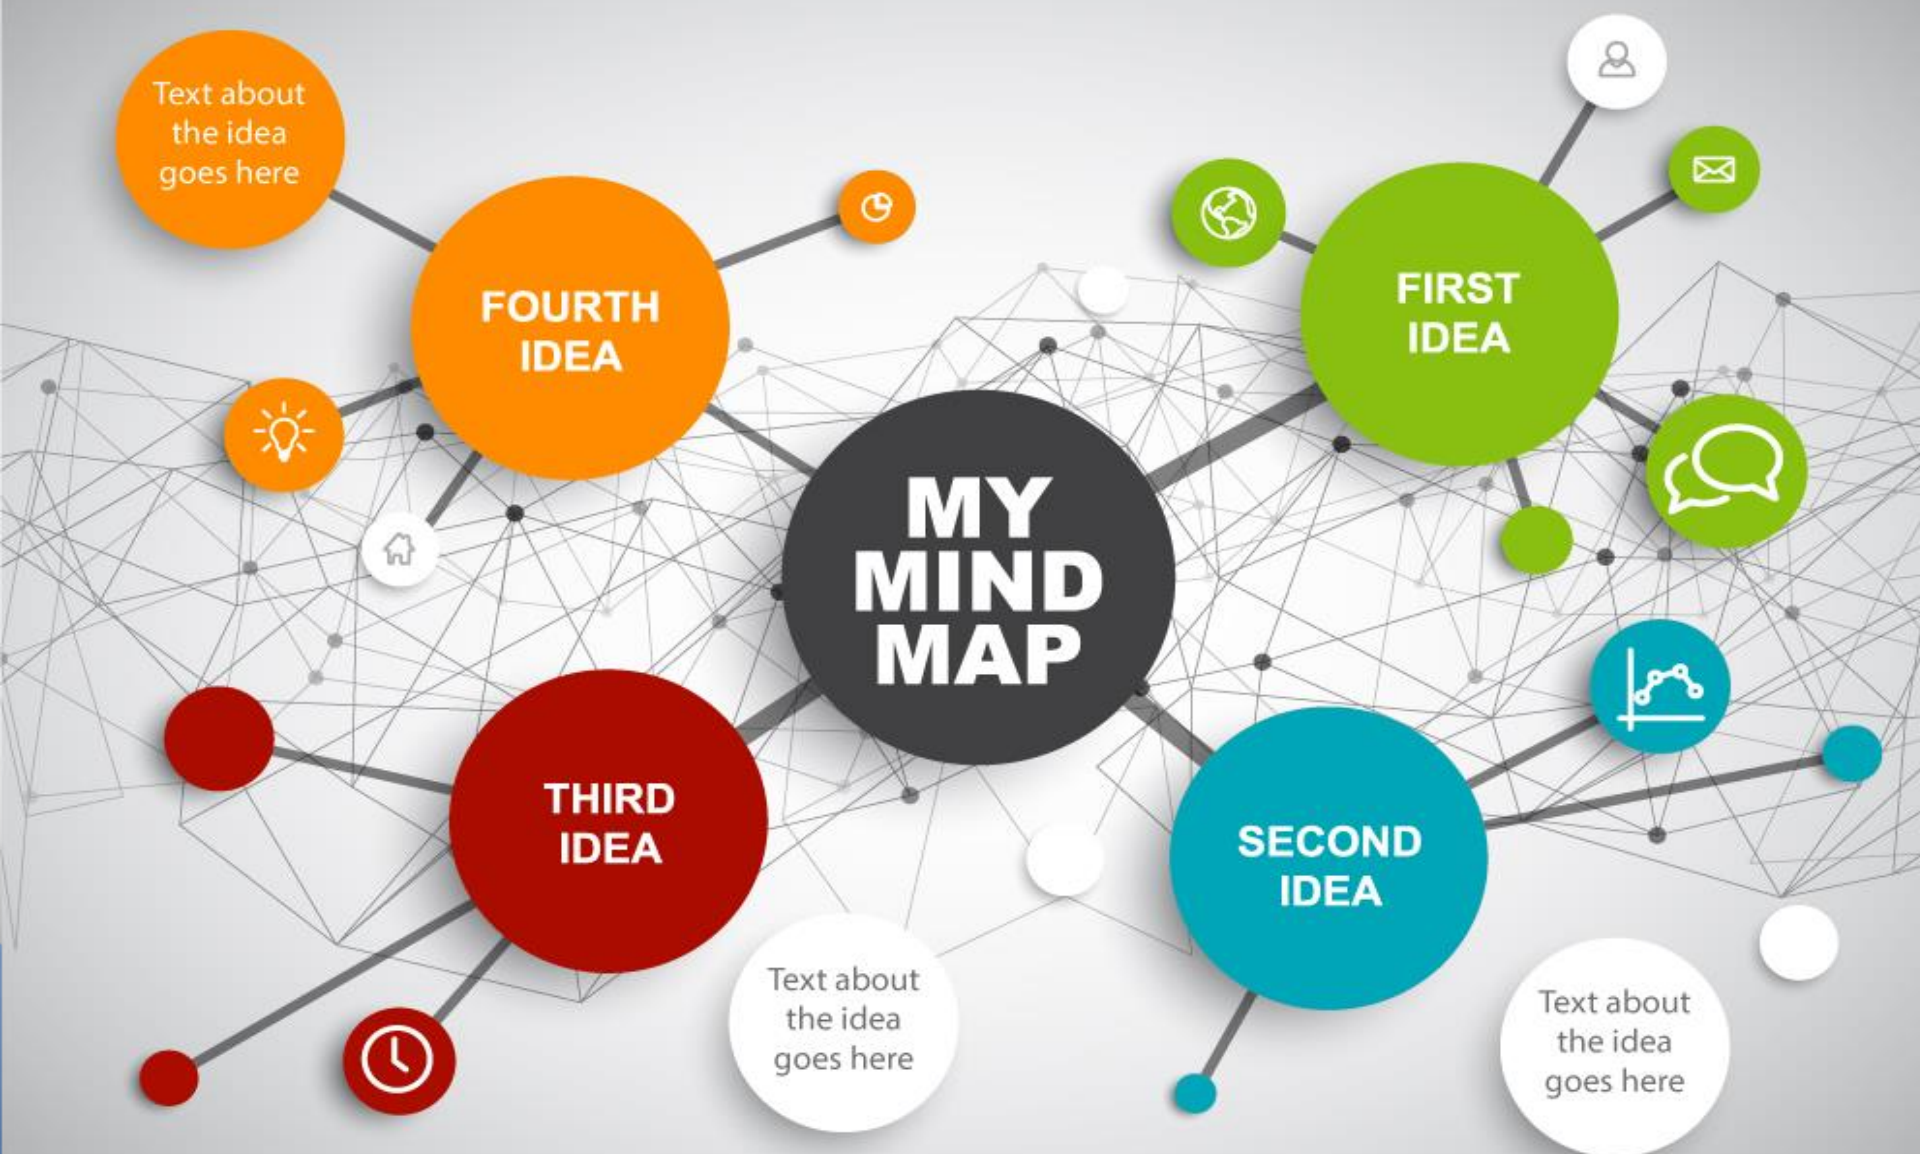 Text about
the idea
goes here
FOURTH
IDEA
FIRST
IDEA
MY
MIND
MAP
THIRD
IDEA
SECOND
IDEA
Text about
the idea
goes here
Text about
the idea
goes here